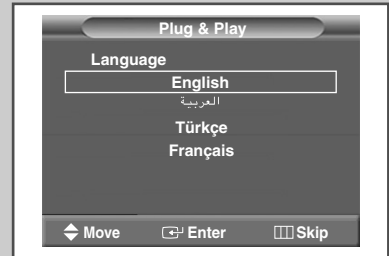 Plug & Play
Language
English
العربية
Türkçe
Français
Move Enter Skip